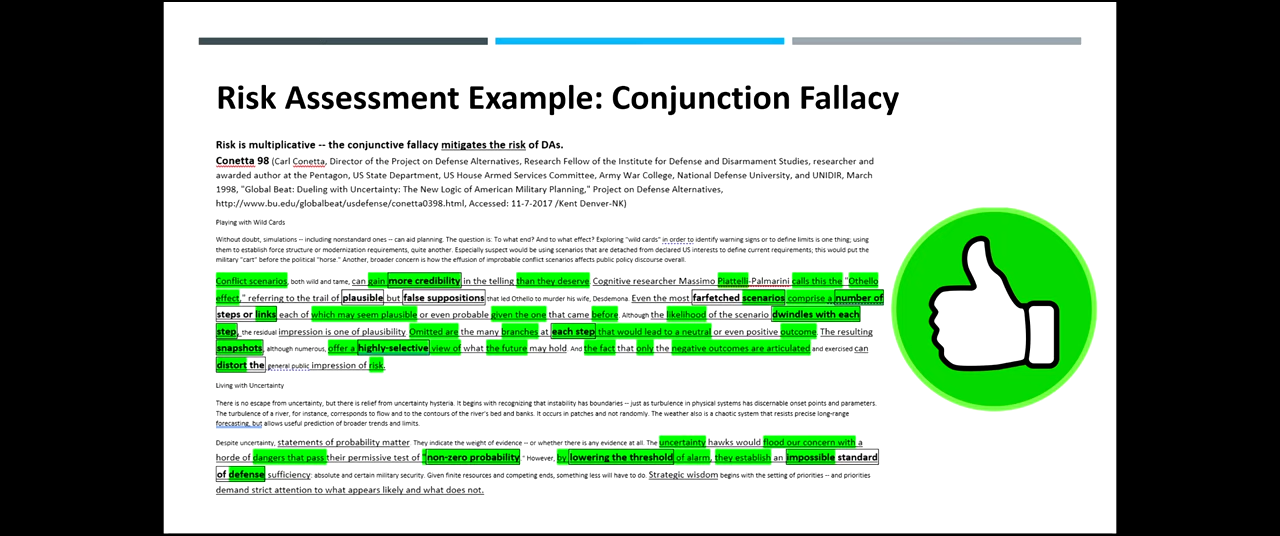 Risk Assessment Example: Conjunction Fallacy
Risk is multiplicative -- the conjunctive fallacy mitigates the risk of DAs.
Conetta 98 (Carl Conetta, Director of the Project on Defense Alternatives, Research Fellow of the Institute for Defense and Disarmament Studies, researcher and
awarded author at the Pentagon, US State Department, US House Armed Services Committee, Army War College, National Defense University, and UNIDIR, March
1998, "Global Beat: Dueling with Uncertainty: The New Logic of American Military Planning," Project on Defense Alternatives,
http://www.bu.edu/globalbeat/usdefense/conetta0398.html, Accessed: 11-7-2017 /Kent Denver-NK)
Playing with Wild Cards
Without doubt, simulations -- including nonstandard ones -- can aid planning. The question is: To what end? And to what effect? Exploring "wild cards" in order to identify warning signs or to define limits is one thing; using
them to establish force structure or modernization requirements, quite another. Especially suspect would be using scenarios that are detached from declared US interests to define current requirements; this would put the
military "cart" before the political "horse." Another, broader concern is how the effusion of improbable conflict scenarios affects public policy discourse overall.
Conflict scenarios, both wild and tame, can gain more credibility in the telling than they deserve. Cognitive researcher Massimo Piattelli-Palmarini calls this the "Othello
effect," referring to the trail of plausible but false suppositions that led Othello to murder his wife, Desdemona. Even the most farfetched scenarios comprise a number of
steps or links each of which may seem plausible or even probable given the one that came before. Although the likelihood of the scenario dwindles with each
step, the residual impression is one of plausibility. Omitted are the many branches at each step that would lead to a neutral or even positive outcome. The resulting
snapshots, although numerous, offer a highly-selective view of what the future may hold. And the fact that only the negative outcomes are articulated and exercised can
distort the general public impression of risk.
Living with Uncertainty
There is no escape from uncertainty, but there is relief from uncertainty hysteria. It begins with recognizing that instability has boundaries -- just as turbulence in physical systems has discernable onset points and parameters.
The turbulence of a river, for instance, corresponds to flow and to the contours of the river's bed and banks. It occurs in patches and not randomly. The weather also is a chaotic system that resists precise long-range
forecasting, but allows useful prediction of broader trends and limits.
Despite uncertainty, statements of probability matter. They indicate the weight of evidence -- or whether there is any evidence at all. The uncertainty hawks would flood our concern with a
horde of dangers that pass their permissive test of "non-zero probability." However, by lowering the threshold of alarm, they establish an impossible standard
of defense sufficiency: absolute and certain military security. Given finite resources and competing ends, something less will have to do. Strategic wisdom begins with the setting of priorities -- and priorities
demand strict attention to what appears likely and what does not.